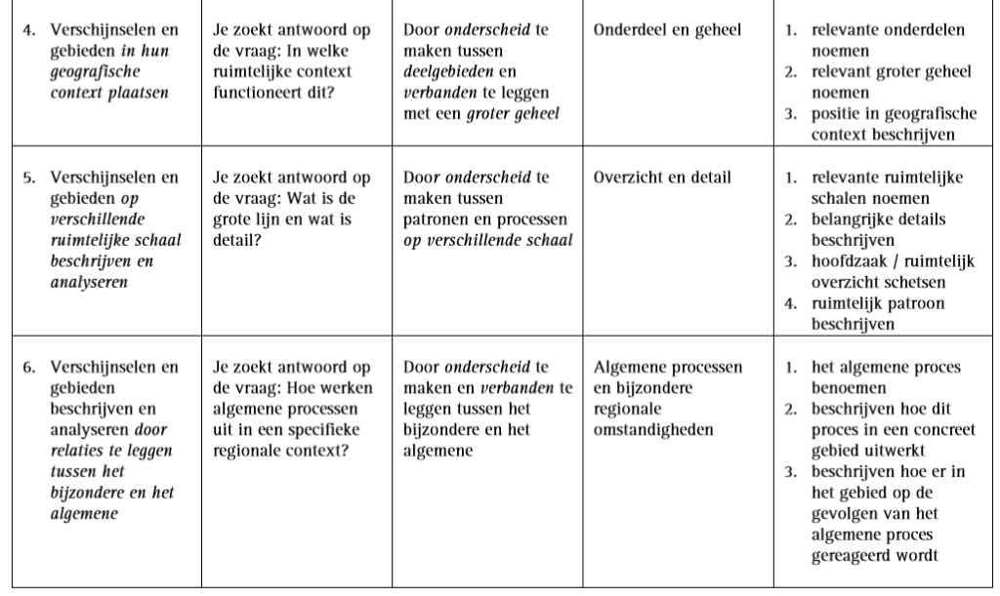 4. Verschijnselen en
gebieden in hun
geografische
context plaatsen
Je zoekt antwoord op
de vraag: In welke
ruimtelijke context
functioneert dit?
Door onderscheid te
maken tussen
deelgebieden en
verbanden te leggen
met een groter geheel
Onderdeel en geheel
1. relevante onderdelen
noemen
2. relevant groter geheel
noemen
3. positie in geografische
context beschrijven
5. Verschijnselen en
gebieden op
verschillende
ruimtelijke schaal
beschrijven en
analyseren
Je zoekt antwoord op
de vraag: Wat is de
grote lijn en wat is
detail?
Door onderscheid te
maken tussen
patronen en processen
op verschillende schaal
Overzicht en detail
1. relevante ruimtelijke
schalen noemen
2. belangrijke details
beschrijven
3. hoofdzaak / ruimtelijk
overzicht schetsen
4. ruimtelijk patroon
beschrijven
6. Verschijnselen en
gebieden
beschrijven en
analyseren door
relaties te leggen
tussen het
bijzondere en het
algemene
Je zoekt antwoord op
de vraag: Hoe werken
algemene processen
uit in een specifieke
regionale context?
Door onderscheid te
maken en verbanden te
leggen tussen het
bijzondere en het
algemene
Algemene processen
en bijzondere
regionale
omstandigheden
1. het algemene proces
benoemen
2. beschrijven hoe dit
proces in een concreet
gebied uitwerkt
3. beschrijven hoe er in
het gebied op de
gevolgen van het
algemene proces
gereageerd wordt